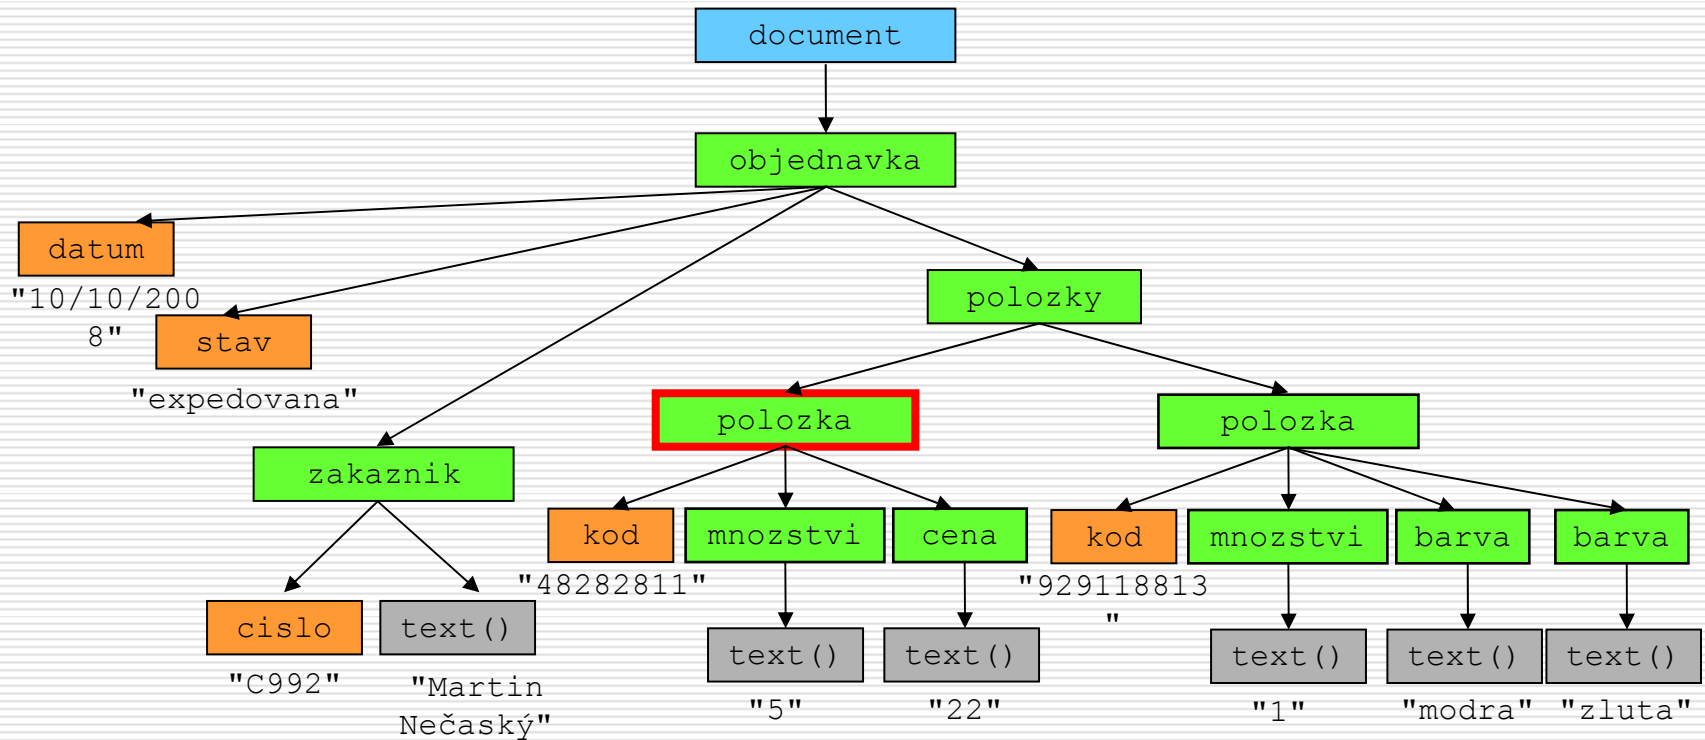 document
objednavka
datum
"10/10/200
8"
polozky
stav
"expedovana"
polozka
polozka
zakaznik
kod
mnozstvi
cena
kod
mnozstvi
barva
barva
"48282811"
"929118813
"
cislo
text()
text()
text()
text()
text()
text()
"C992"
"Martin
Nečaský"
"5"
"22"
"1"
"modra"
"zluta"